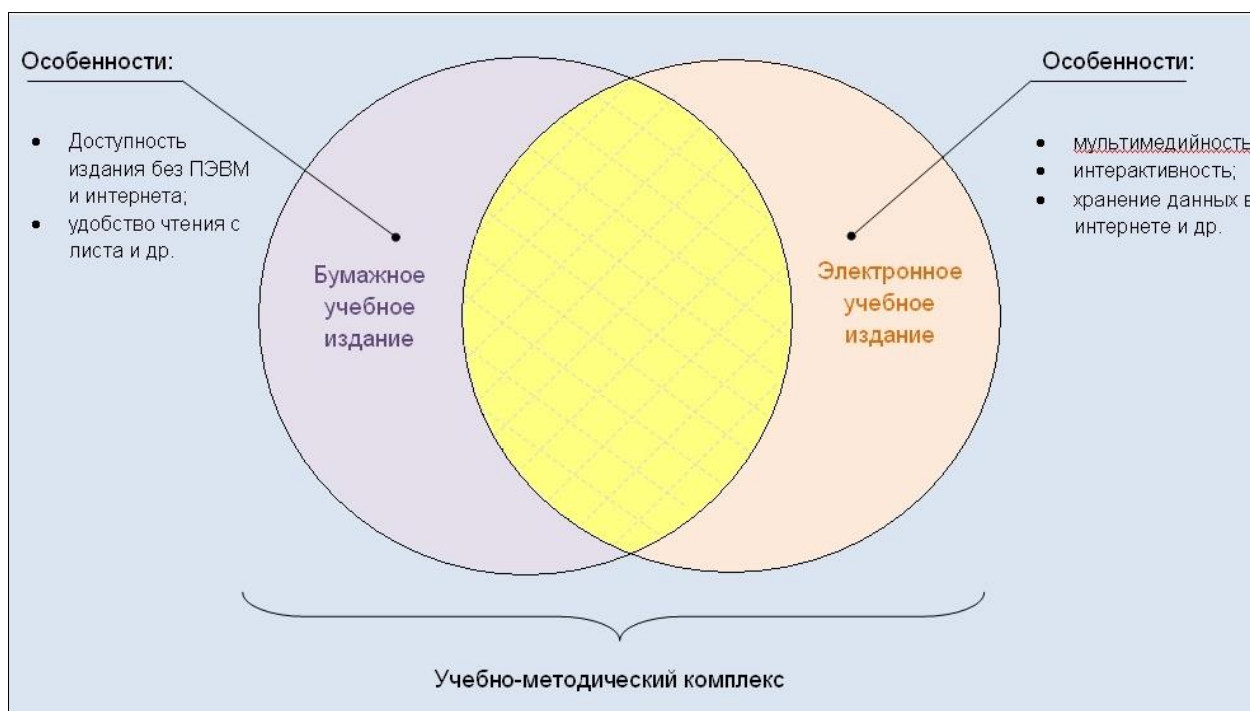 Особенности:
Доступность
издания без ПЭВМ
и интернета;
удобство чтения с
листа и др.
Бумажное
учебное
издание
Особенности:
мультимедийность
интерактивность;
хранение данных в
интернете и др.
Электронное
учебное
издание
Учебно-методический комплекс